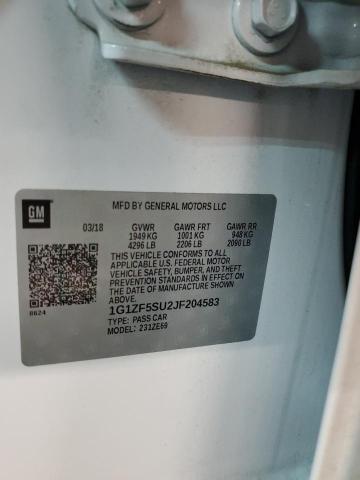 GM
MFD BY GENERAL MOTORS LLC
03/18 GVWR GAWR FRT GAWR RR
1949 KG 1001 KG 948 KG
4296 LB 2206 LB 2090 LB
THIS VEHICLE CONFORMS TO ALL
APPLICABLE U.S. FEDERAL MOTOR
VEHICLE SAFETY, BUMPER, AND THEFT
PREVENTION STANDARDS IN EFFECT
ON THE DATE OF MANUFACTURE SHOWN
ABOVE.
1G1ZF5SU2JF204583
TYPE: PASS CAR
MODEL: 231ZE69
8624